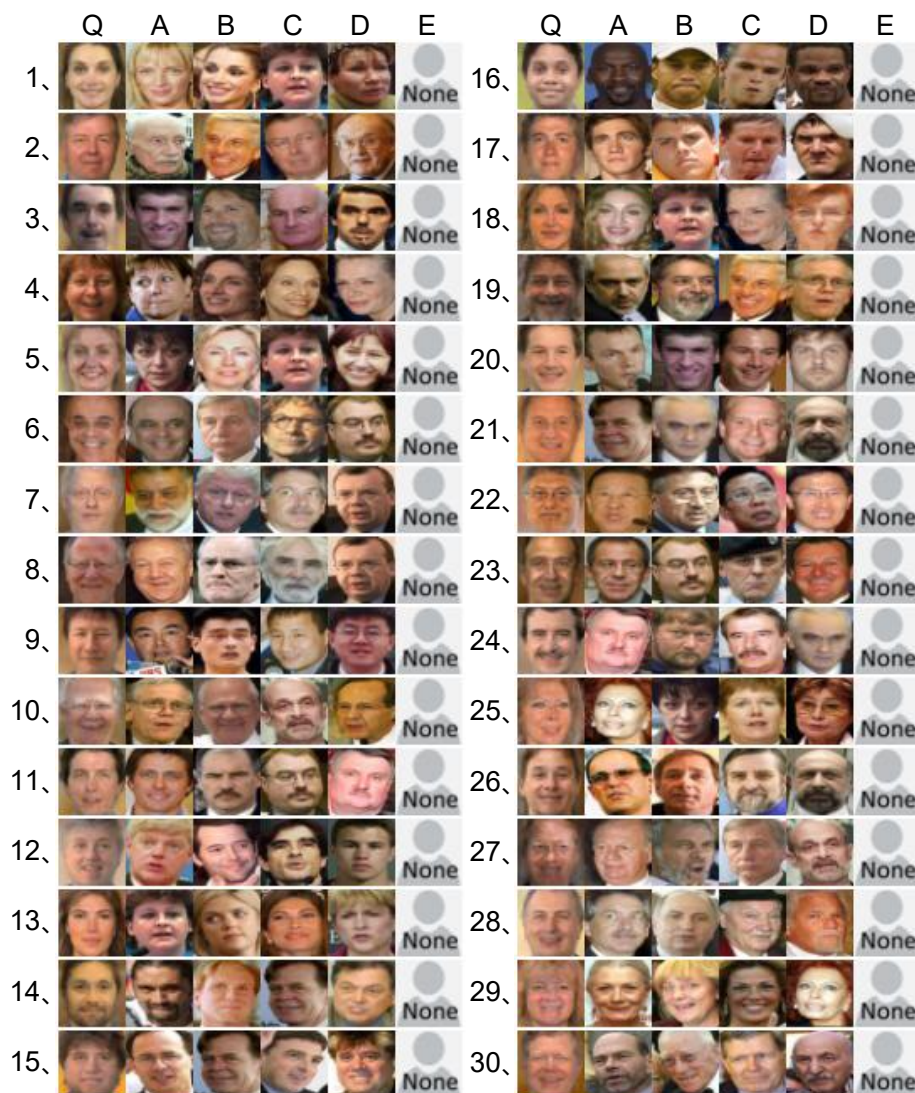 Q A B C D E Q A B C D E
1、 None 16、 None
2、 None 17、 None
3、 None 18、 None
4、 None 19、 None
5、 None 20、 None
6、 None 21、 None
7、 None 22、 None
8、 None 23、 None
9、 None 24、 None
10、 None 25、 None
11、 None 26、 None
12、 None 27、 None
13、 None 28、 None
14、 None 29、 None
15、 None 30、 None